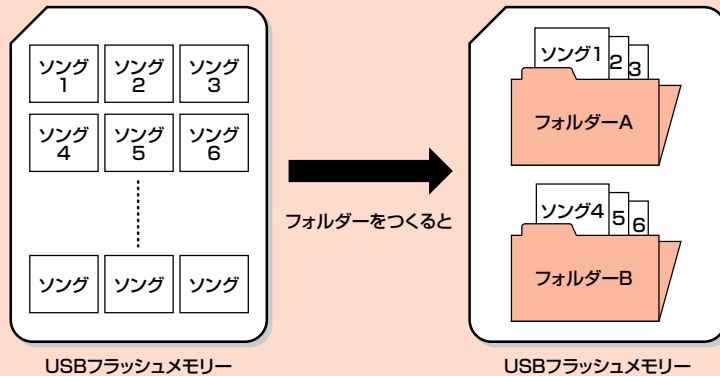 ソング
1
ソング
2
ソング
3
ソング
4
ソング
5
ソング
6
ソング
ソング
ソング
USBフラッシュメモリー
フォルダーをつくると
ソング1
2
3
フォルダーA
ソング4
5
6
フォルダーB
USBフラッシュメモリー